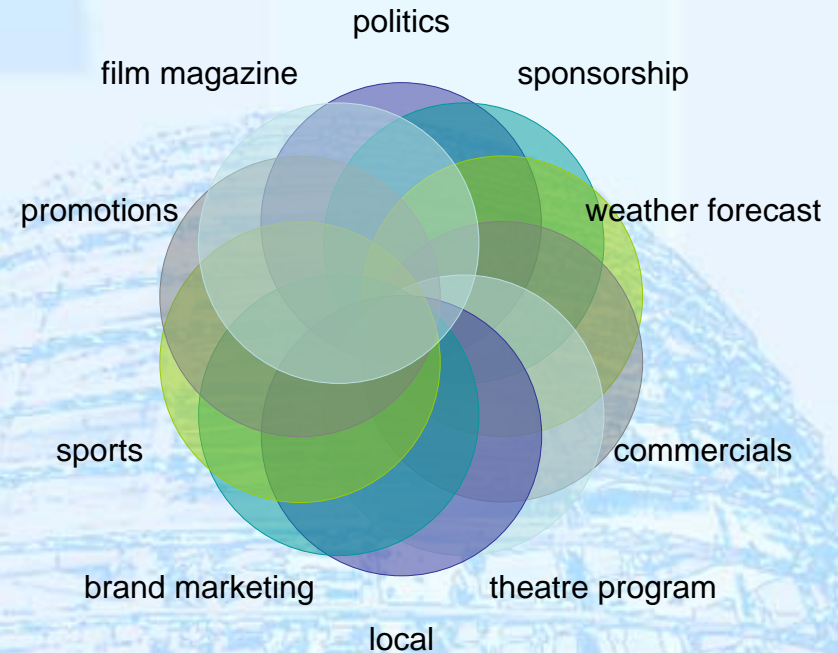 politics
film magazine
sponsorship
promotions
weather forecast
sports
commercials
brand marketing
theatre program
local